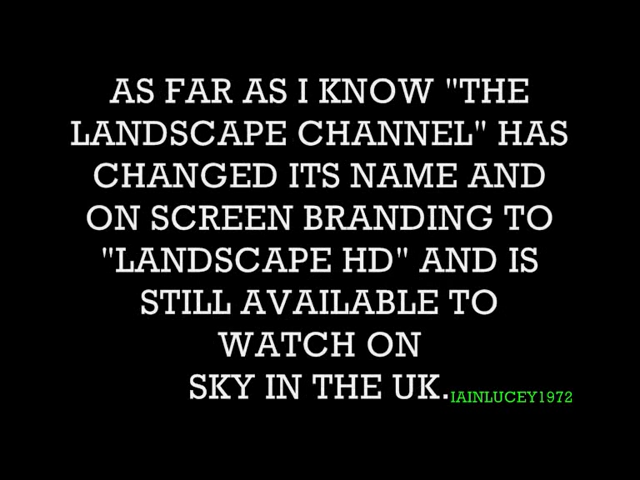 AS FAR AS I KNOW "THE
LANDSCAPE CHANNEL" HAS
CHANGED ITS NAME AND
ON SCREEN BRANDING TO
"LANDSCAPE HD" AND IS
STILL AVAILABLE TO
WATCH ON
SKY IN THE UK. IAINLUCEY1972